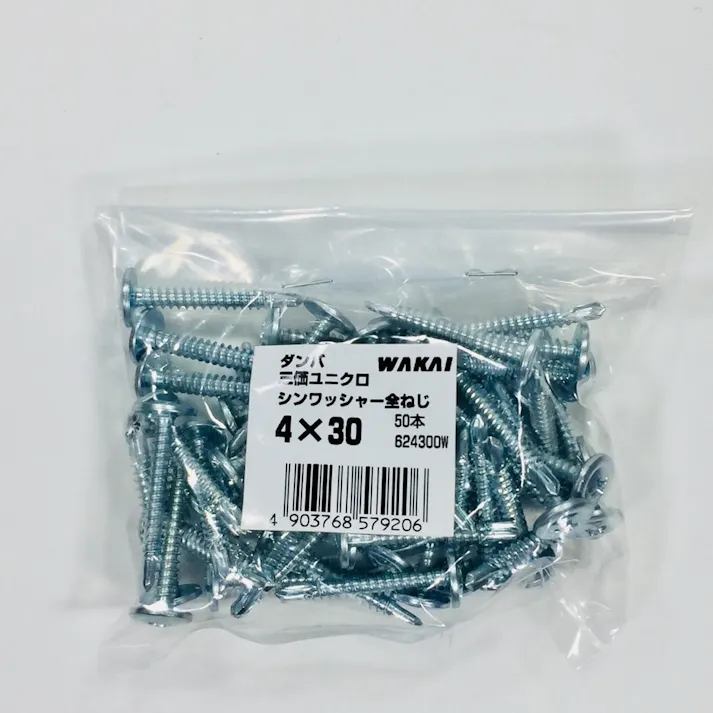 ダンバ WAKAI
三価ユニクロ
シンワッシャー全ねじ
4×30 50本
624300W
4 903768 579206